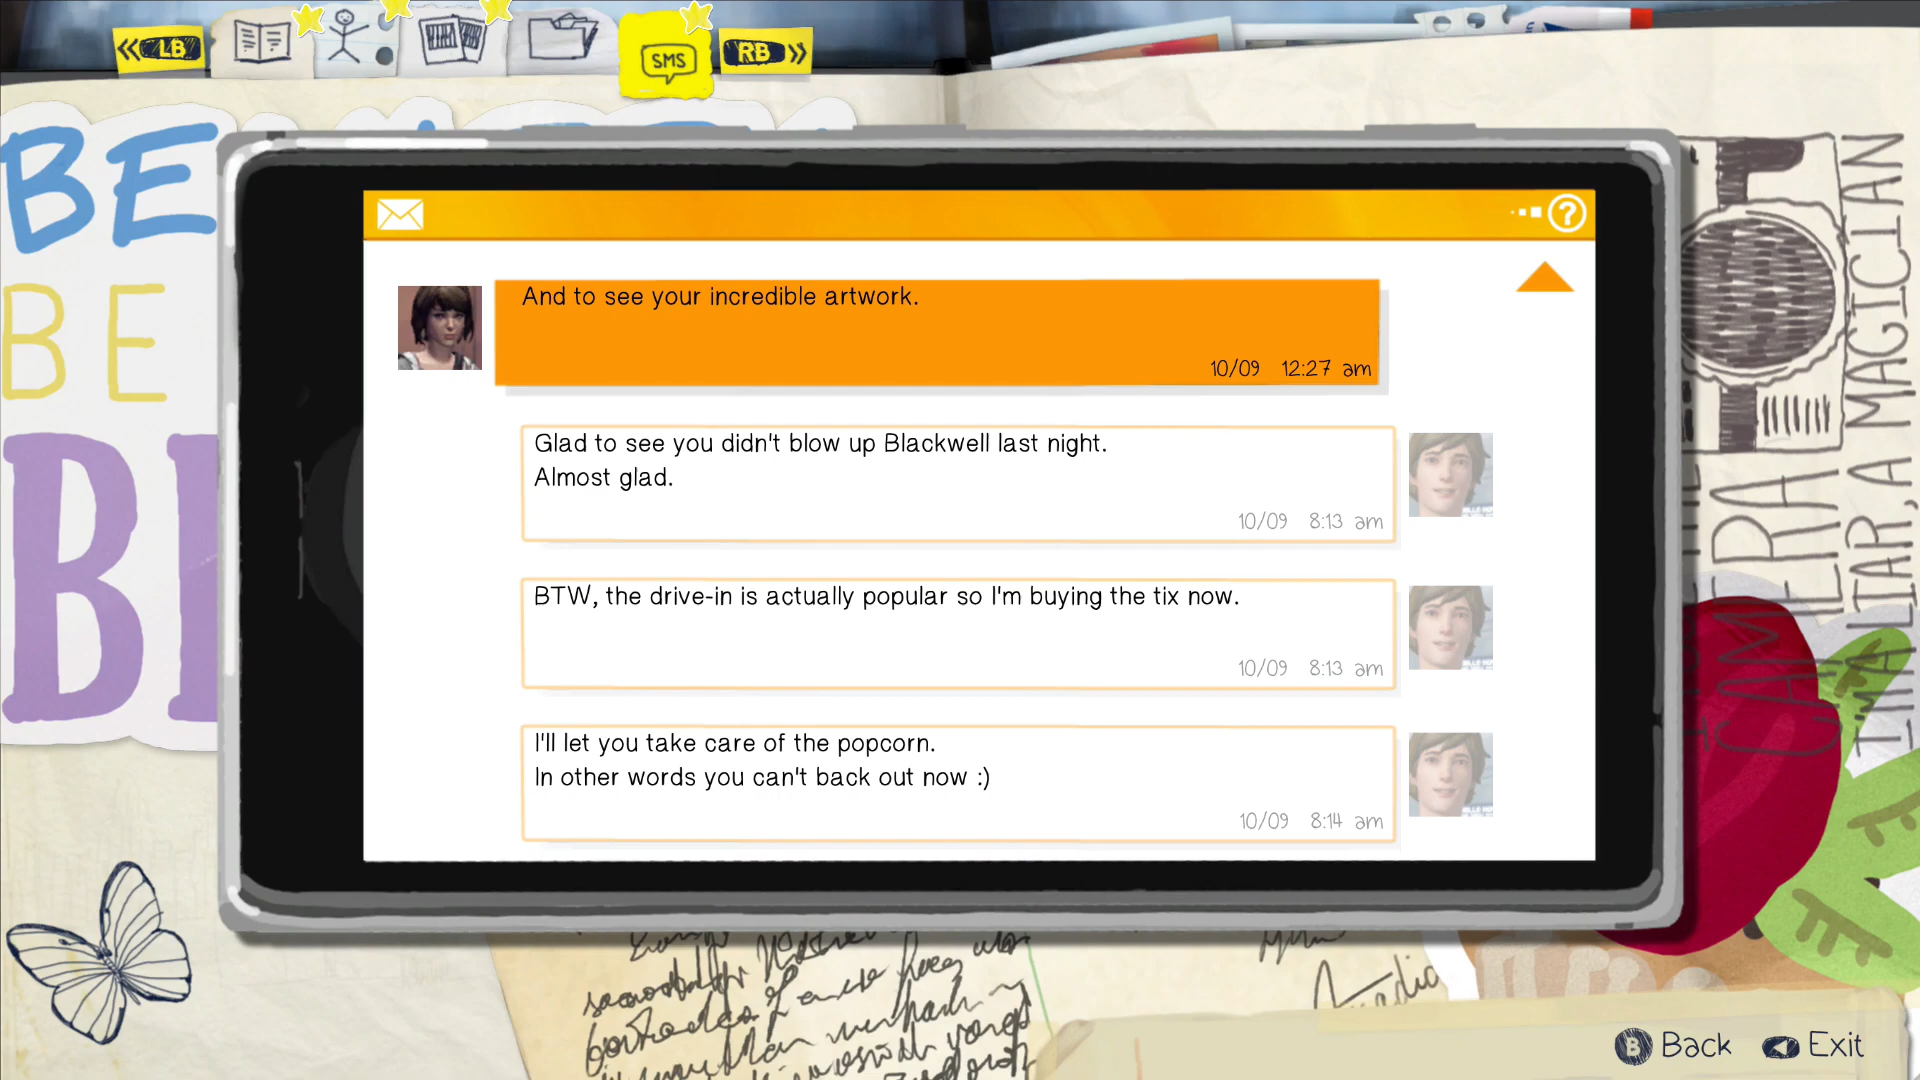 LB
SMS
RB
BE
BE
And to see your incredible artwork.
10/09 12:27 am
Glad to see you didn't blow up Blackwell last night.
Almost glad.
10/09 8:13 am
BTW, the drive-in is actually popular so I'm buying the tix now.
10/09 8:13 am
I'll let you take care of the popcorn.
In other words you can't back out now :)
10/09 8:14 am
CAMERA
I'M A LIAR, A MAGICIAN
B Back
Exit